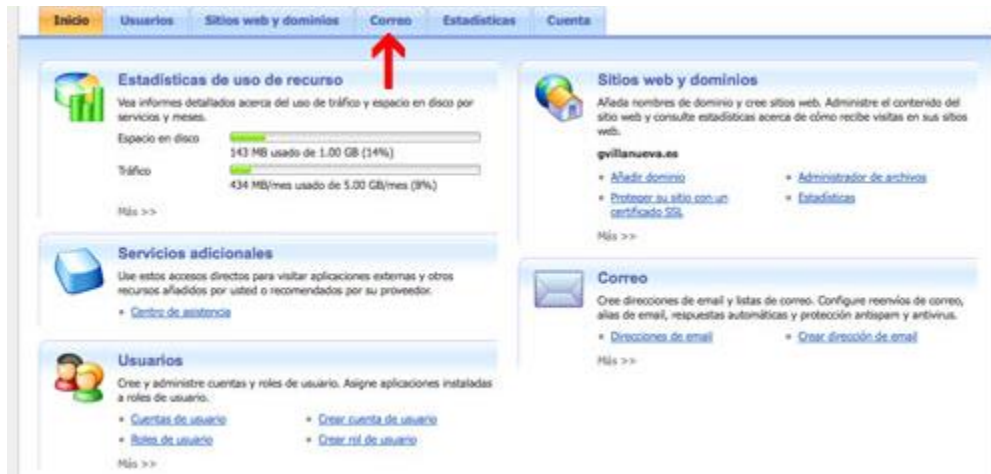 Inicio Usuarios Sitios web y dominios Correo Estadísticas Cuenta
Estadísticas de uso de recurso
Vea informes detallados acerca del uso de tráfico y espacio en disco por
servicios y meses.
Espacio en disco
143 MB usado de 1.00 GB (14%)
Tráfico
434 MB/mes usado de 5.00 GB/mes (8%)
Más >>
Servicios adicionales
Use estos accesos directos para visitar aplicaciones externas y otros
recursos añadidos por usted o recomendados por su proveedor.
Centro de asistencia
Usuarios
Cree y administre cuentas y roles de usuario. Asigne aplicaciones instaladas
a roles de usuario.
Cuentas de usuario Crear cuenta de usuario
Roles de usuario Crear rol de usuario
Más >>
Sitios web y dominios
Añada nombres de dominio y cree sitios web. Administre el contenido del
sitio web y consulte estadísticas acerca de cómo recibe visitas en sus sitios
web.
gvillanueva.es
Añadir dominio Administrador de archivos
Proteger su sitio con un Estadísticas
certificado SSL
Más >>
Correo
Cree direcciones de email y listas de correo. Configure reenvíos de correo,
alias de email, respuestas automáticas y protección antispam y antivirus.
Direcciones de email Crear dirección de email
Más >>